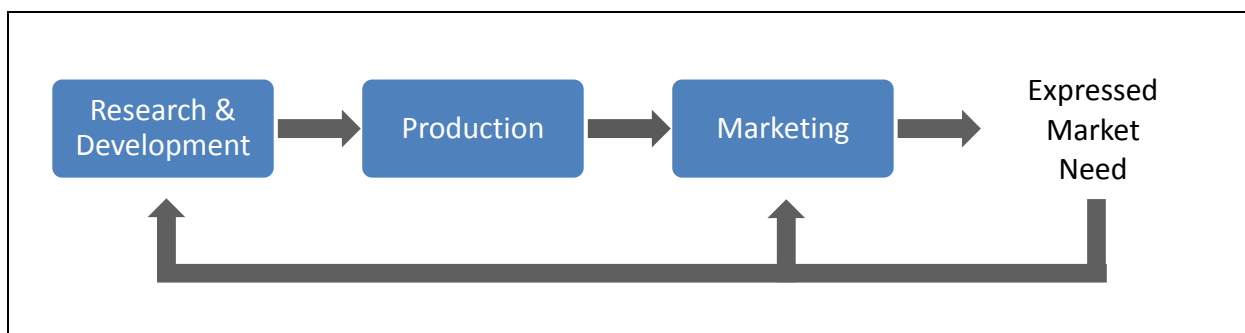 Research &
Development
Production
Marketing
Expressed
Market
Need